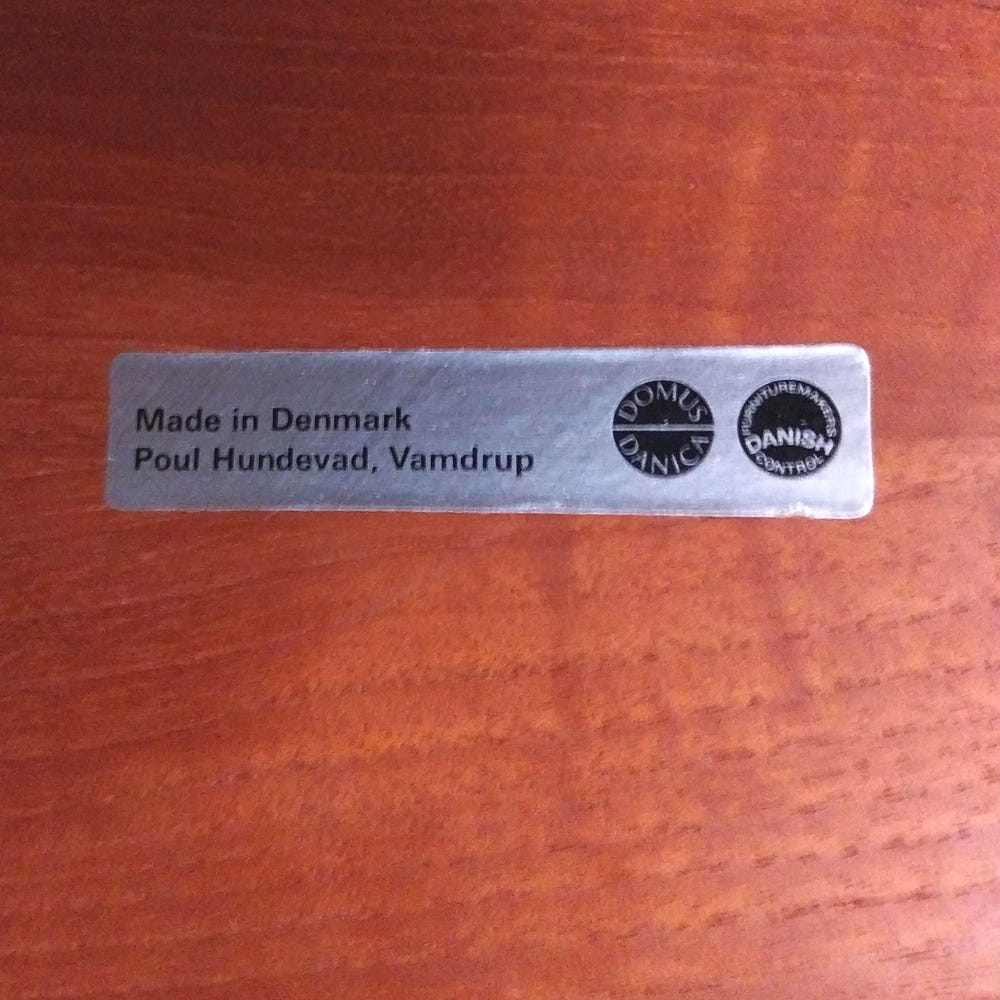 Made in Denmark
Poul Hundevad, Vamdrup
DOMUS
DANICA
FURNITUREMAKERS
DANISH
CONTROL